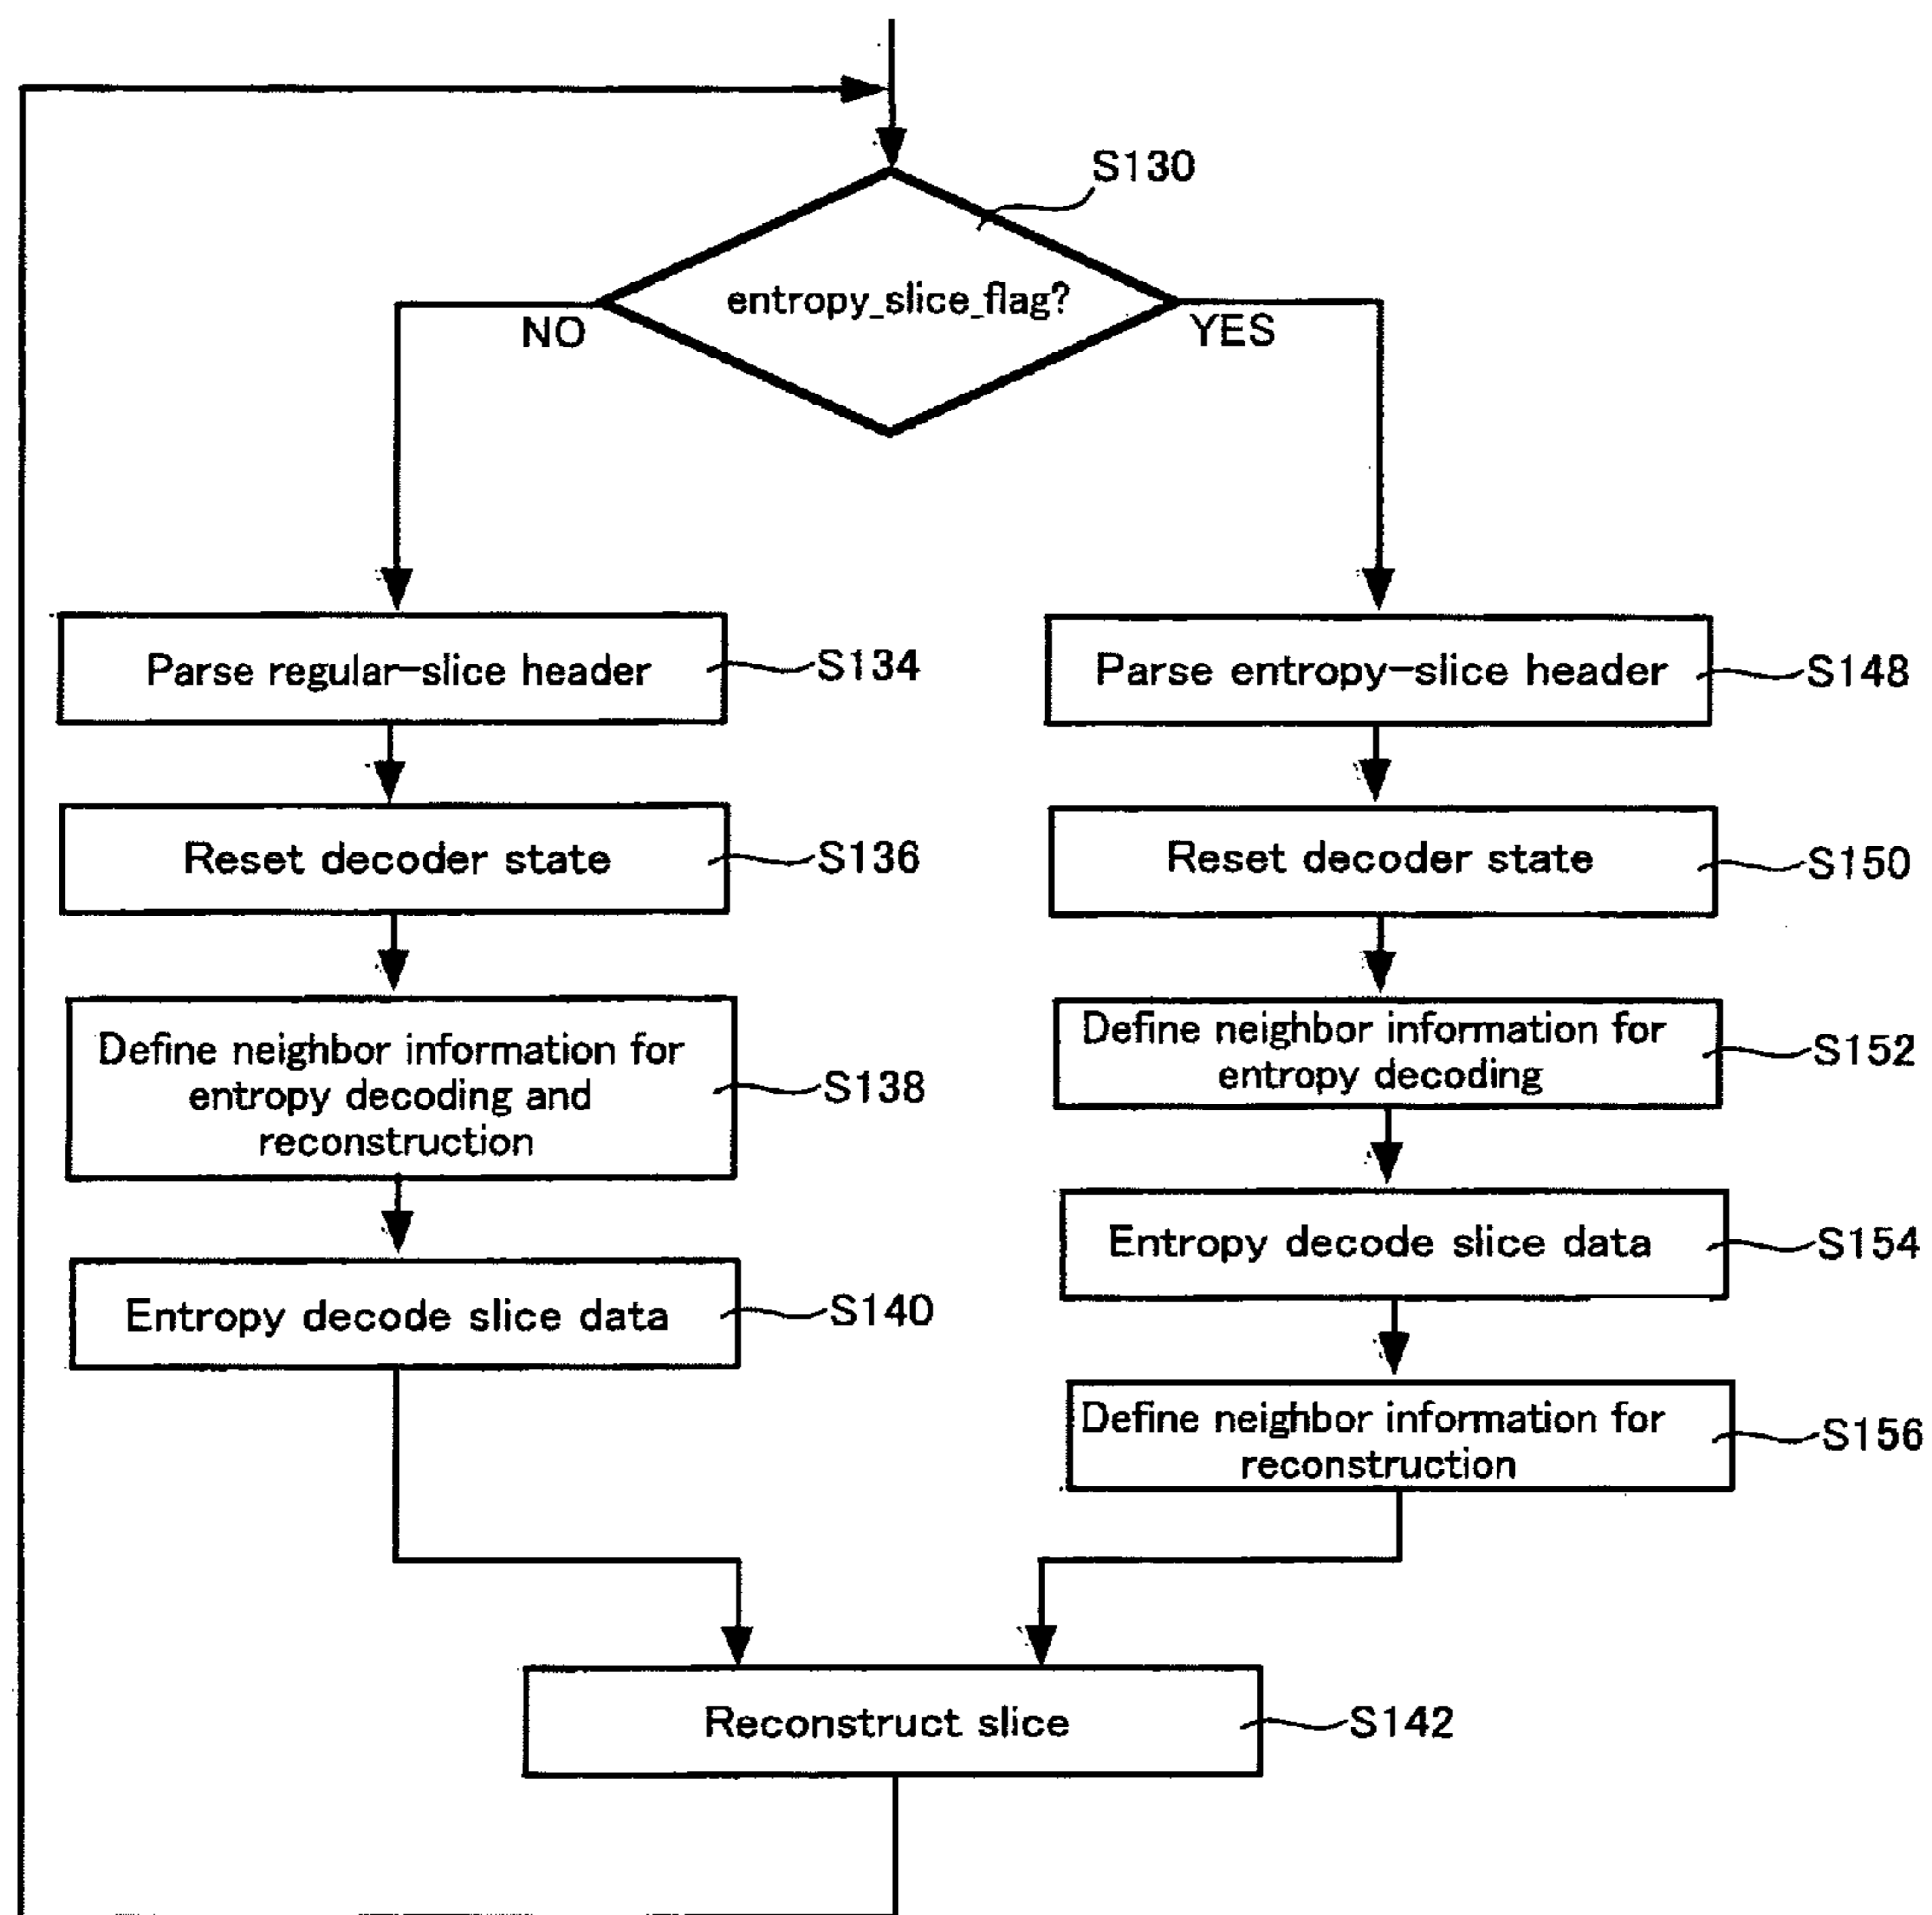 S130
entropy_slice_flag?
NO
YES
Parse regular-slice header
S134
Reset decoder state
S136
Define neighbor information for
entropy decoding and
reconstruction
S138
Entropy decode slice data
S140
Parse entropy-slice header
S148
Reset decoder state
S150
Define neighbor information for
entropy decoding
S152
Entropy decode slice data
S154
Define neighbor information for
reconstruction
S156
Reconstruct slice
S142